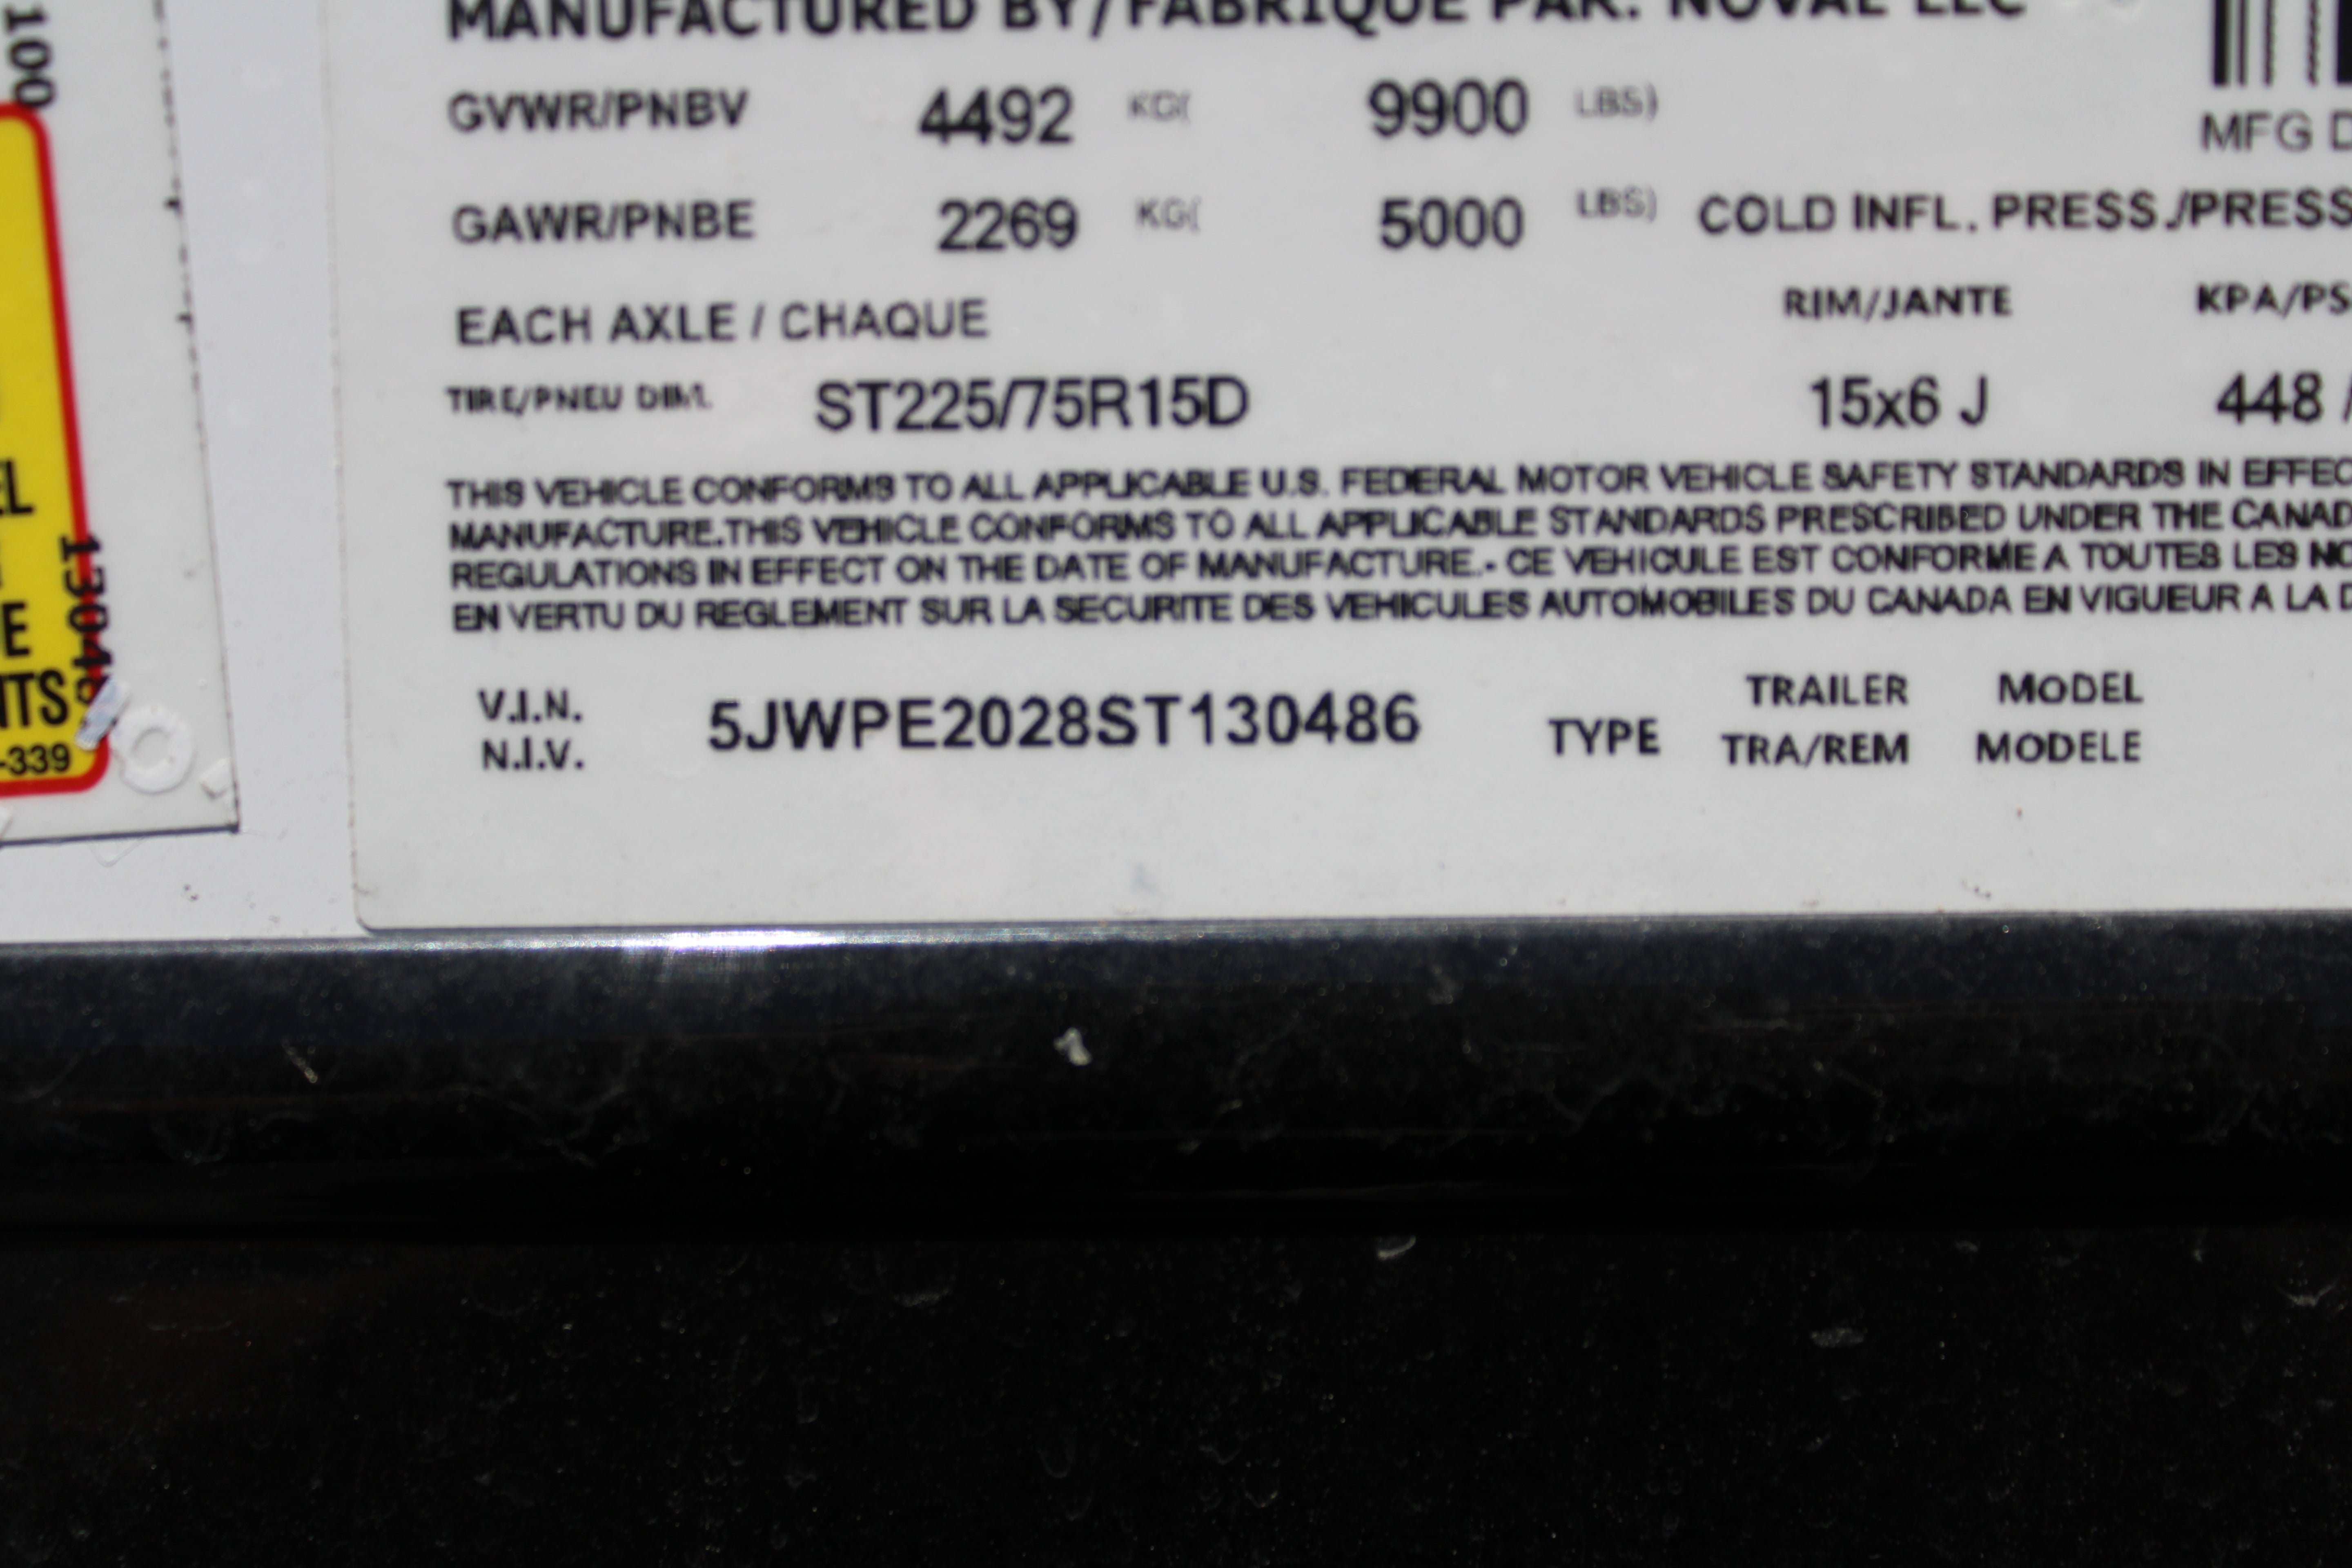 MANUFACTURED BY/FABRIQUE PAR: NOVAE LLC
GVWR/PNBV 4492 KG( 9900 LBS)
MFG D
GAWR/PNBE 2269 KG( 5000 LBS) COLD INFL. PRESS./PRESS
EACH AXLE / CHAQUE RIM/JANTE KPA/PS
TIRE/PNEU DIM. ST225/75R15D 15x6 J 448 /
THIS VEHICLE CONFORMS TO ALL APPLICABLE U.S. FEDERAL MOTOR VEHICLE SAFETY STANDARDS IN EFFEC
MANUFACTURE.THIS VEHICLE CONFORMS TO ALL APPLICABLE STANDARDS PRESCRIBED UNDER THE CANAD
REGULATIONS IN EFFECT ON THE DATE OF MANUFACTURE.- CE VEHICULE EST CONFORME A TOUTES LES NO
EN VERTU DU REGLEMENT SUR LA SECURITE DES VEHICULES AUTOMOBILES DU CANADA EN VIGUEUR A LA D
V.I.N. 5JWPE2028ST130486 TYPE TRAILER MODEL
N.I.V. TRA/REM MODELE
100
13048
EL
E
NTS
-339